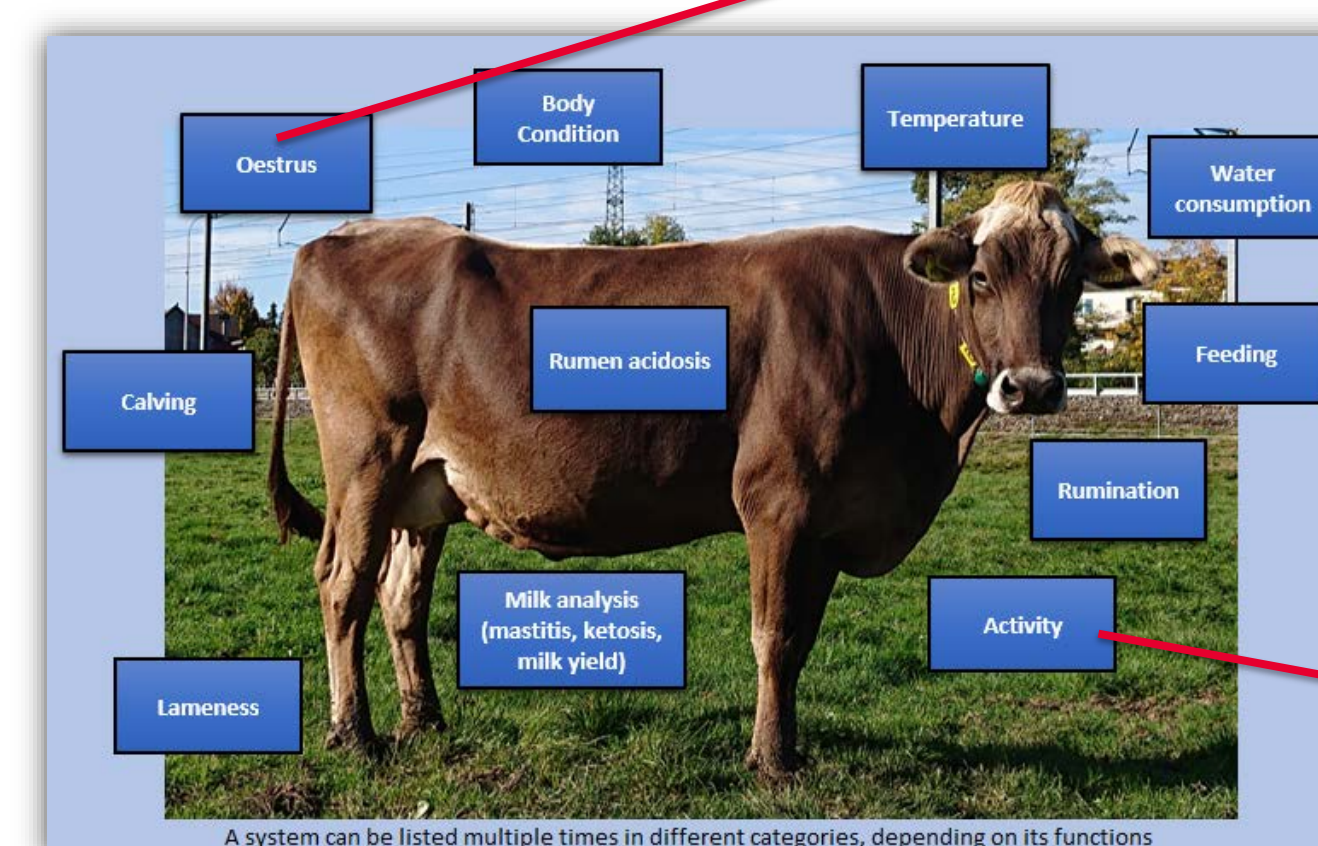 Oestrus
Body
Condition
Temperature
Water
consumption
Rumen acidosis
Feeding
Calving
Rumination
Milk analysis
(mastitis, ketosis,
milk yield)
Activity
Lameness
A system can be listed multiple times in different categories, depending on its functions